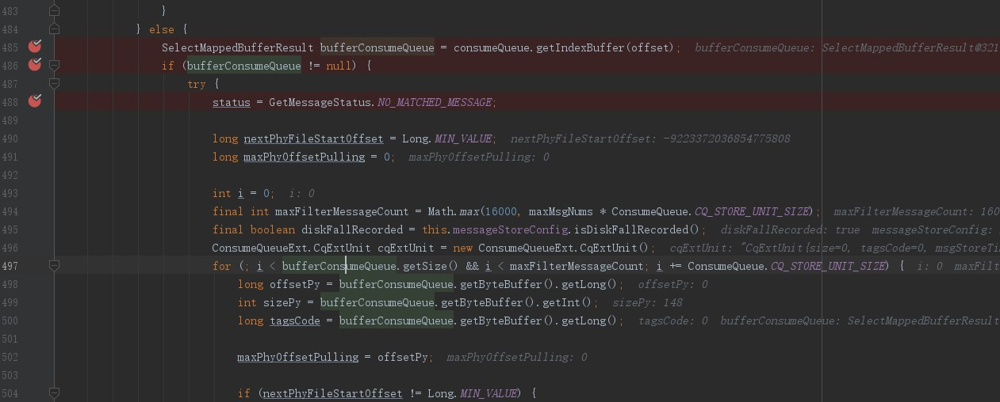 483 }
484 } else {
485 SelectMappedBufferResult bufferConsumeQueue = consumeQueue.getIndexBuffer(offset); bufferConsumeQueue: SelectMappedBufferResult@321
486 if (bufferConsumeQueue != null) {
487 try {
488 status = GetMessageStatus.NO_MATCHED_MESSAGE;
489
490 long nextPhyFileStartOffset = Long.MIN_VALUE; nextPhyFileStartOffset: -9223372036854775808
491 long maxPhyOffsetPulling = 0; maxPhyOffsetPulling: 0
492
493 int i = 0; i: 0
494 final int maxFilterMessageCount = Math.max(16000, maxMsgNums * ConsumeQueue.CQ_STORE_UNIT_SIZE); maxFilterMessageCount: 160
495 final boolean diskFallRecorded = this.messageStoreConfig.isDiskFallRecorded(); diskFallRecorded: true messageStoreConfig:
496 ConsumeQueueExt.CqExtUnit cqExtUnit = new ConsumeQueueExt.CqExtUnit(); cqExtUnit: "CqExtUnit{size=0, tagsCode=0, msgStoreTi
497 for (; i < bufferConsumeQueue.getSize() && i < maxFilterMessageCount; i += ConsumeQueue.CQ_STORE_UNIT_SIZE) { i: 0 maxFilt
498 long offsetPy = bufferConsumeQueue.getByteBuffer().getLong(); offsetPy: 0
499 int sizePy = bufferConsumeQueue.getByteBuffer().getInt(); sizePy: 148
500 long tagsCode = bufferConsumeQueue.getByteBuffer().getLong(); tagsCode: 0 bufferConsumeQueue: SelectMappedBufferResult
501
502 maxPhyOffsetPulling = offsetPy; maxPhyOffsetPulling: 0
503
504 if (nextPhyFileStartOffset != Long.MIN_VALUE) {